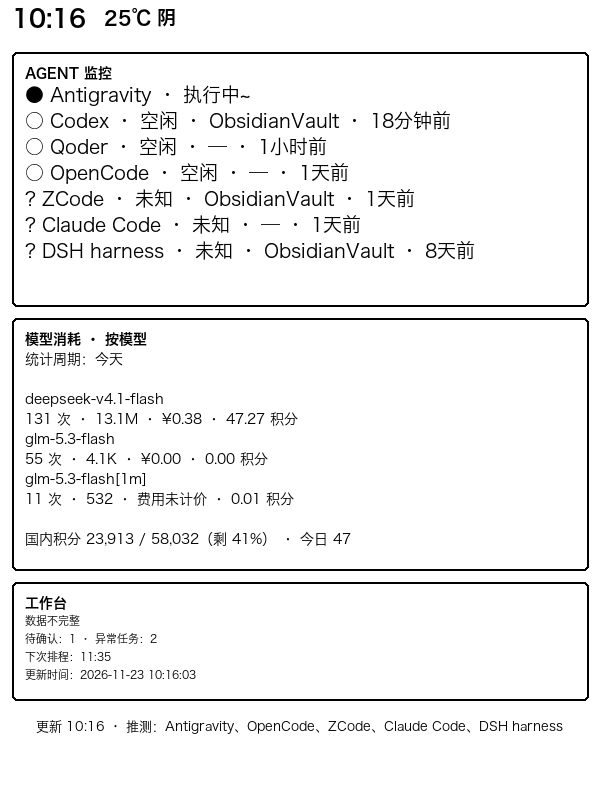 10:16 25℃ 阴
AGENT 监控
● Antigravity · 执行中~
○ Codex · 空闲 · ObsidianVault · 18分钟前
○ Qoder · 空闲 · — · 1小时前
○ OpenCode · 空闲 · — · 1天前
? ZCode · 未知 · ObsidianVault · 1天前
? Claude Code · 未知 · — · 1天前
? DSH harness · 未知 · ObsidianVault · 8天前
模型消耗 · 按模型
统计周期：今天
deepseek-v4.1-flash
131 次 · 13.1M · ¥0.38 · 47.27 积分
glm-5.3-flash
55 次 · 4.1K · ¥0.00 · 0.00 积分
glm-5.3-flash[1m]
11 次 · 532 · 费用未计价 · 0.01 积分
国内积分 23,913 / 58,032（剩 41%） · 今日 47
工作台
数据不完整
待确认：1 · 异常任务：2
下次排程：11:35
更新时间：2026-11-23 10:16:03
更新 10:16 · 推测：Antigravity、OpenCode、ZCode、Claude Code、DSH harness